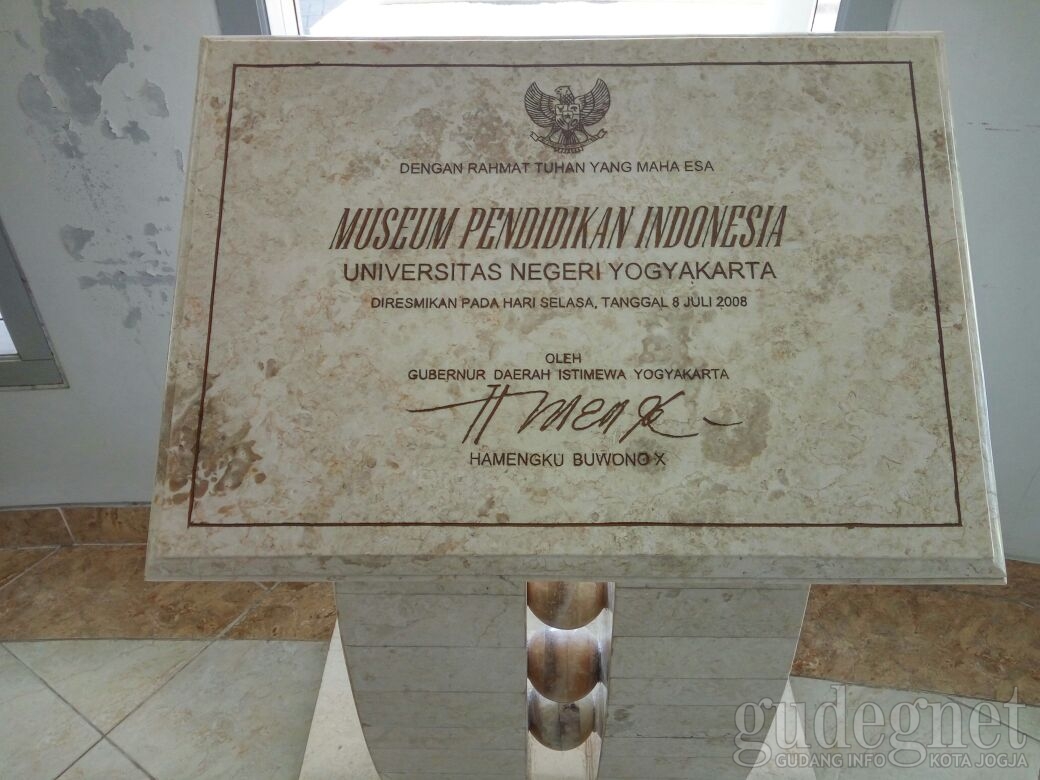 DENGAN RAHMAT TUHAN YANG MAHA ESA
MUSEUM PENDIDIKAN INDONESIA
UNIVERSITAS NEGERI YOGYAKARTA
DIRESMIKAN PADA HARI SELASA, TANGGAL 8 JULI 2008
OLEH
GUBERNUR DAERAH ISTIMEWA YOGYAKARTA
HAMENGKU BUWONO X
gudegnet
GUDANG INFO KOTA JOGJA